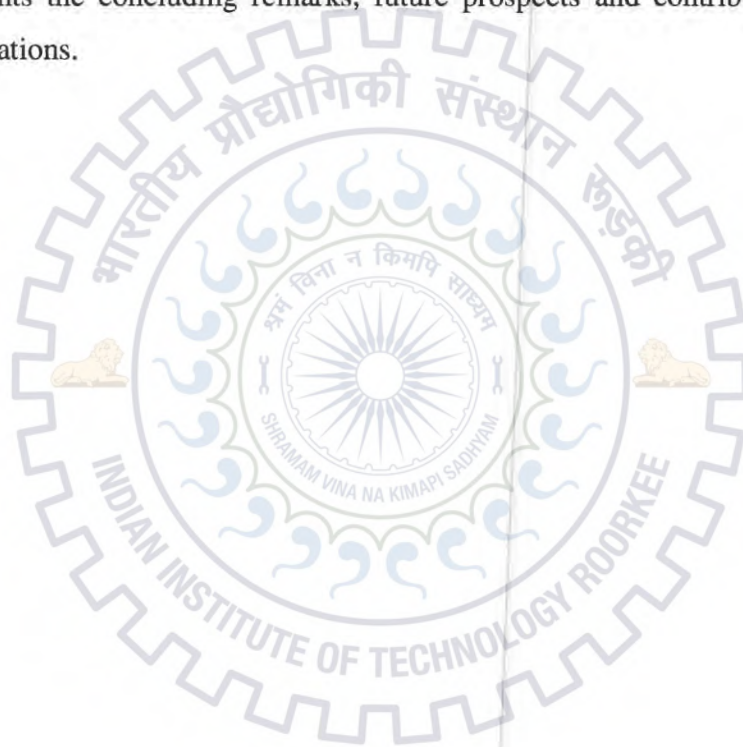 the concluding remarks, future prospects and
ations.
भारतीय प्रौद्योगिकी संस्थान रुड़की
श्रमं विना न किमपि साध्यम
SHRAMAM VINA NA KIMAPI SADHYAM
INDIAN INSTITUTE OF TECHNOLOGY ROORKEE